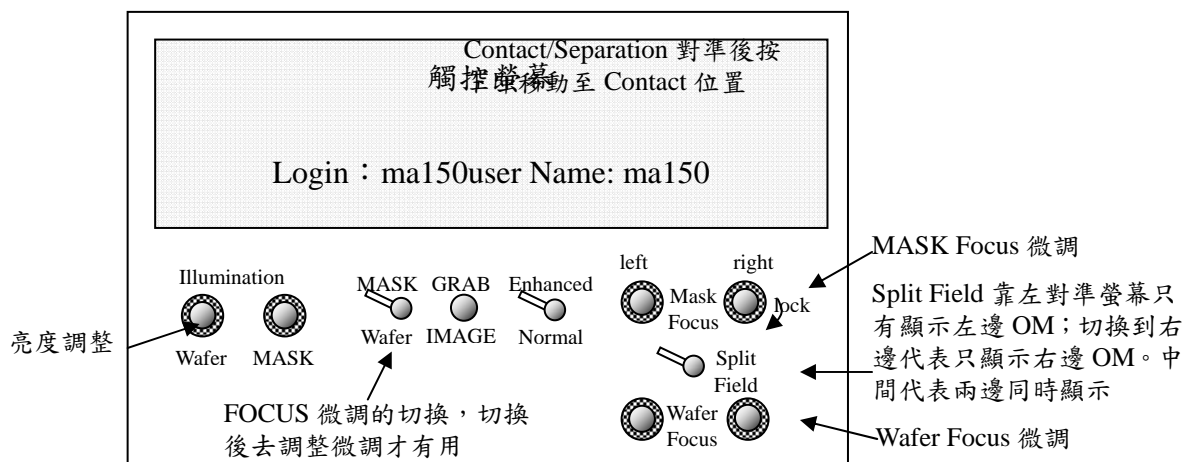 Contact/Separation 對準後按
觸控螢幕
移動至 Contact 位置
Login：ma150user Name: ma150
Illumination
Wafer MASK
亮度調整
MASK
Wafer
GRAB
IMAGE
Enhanced
Normal
FOCUS 微調的切換，切換
後去調整微調才有用
left right
Mask
Focus
lock
Split
Field
Wafer
Focus
MASK Focus 微調
Split Field 靠左對準螢幕只
有顯示左邊 OM；切換到右
邊代表只顯示右邊 OM。中
間代表兩邊同時顯示
Wafer Focus 微調